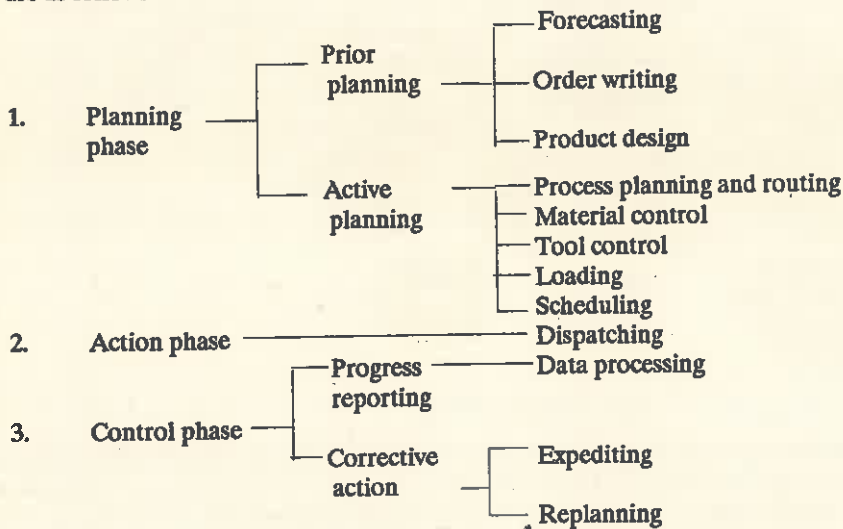 Forecasting
Prior
planning
Order writing
1. Planning
phase
Product design
Active
planning
Process planning and routing
Material control
Tool control
Loading
Scheduling
2. Action phase
Dispatching
Progress
reporting
Data processing
3. Control phase
Corrective
action
Expediting
Replanning